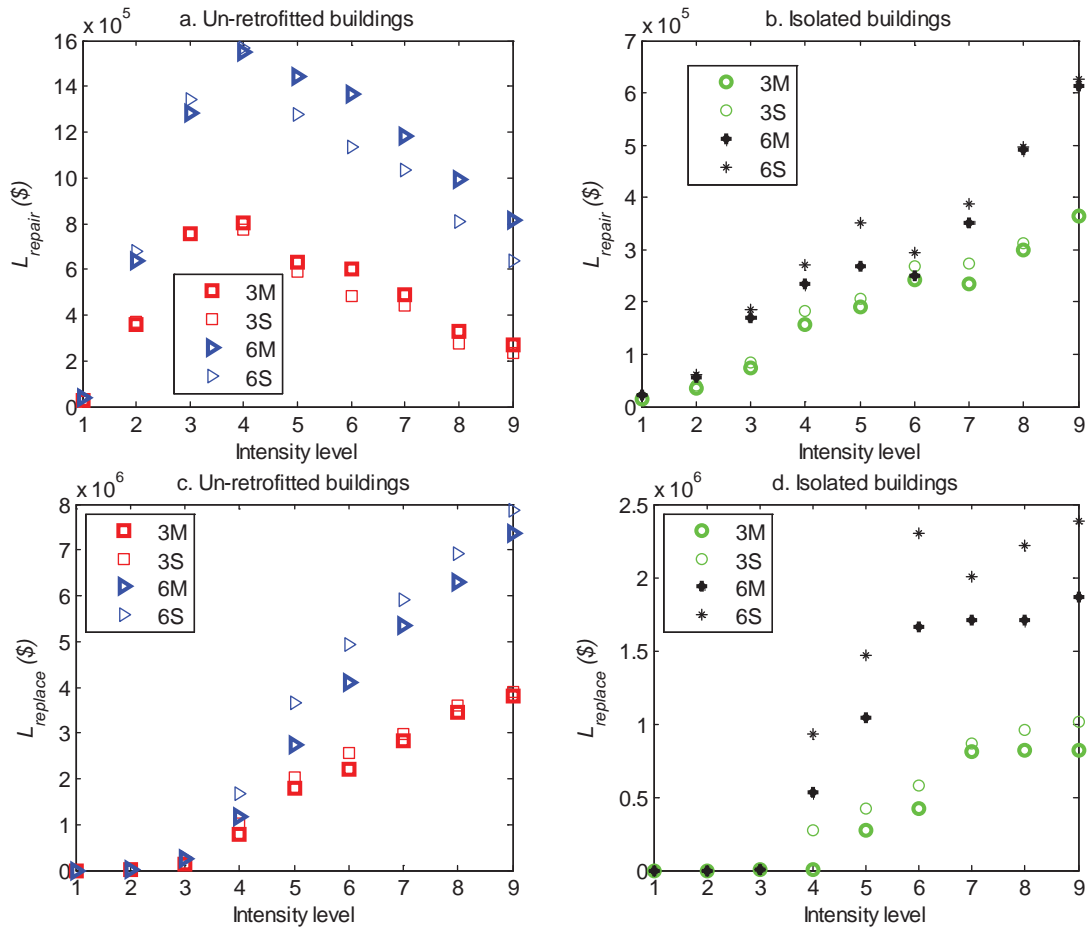 a. Un-retrofitted buildings
x 10^5
16
14
12
10
8
6
4
2
0
L_repair ($)
3M
3S
6M
6S
1 2 3 4 5 6 7 8 9
Intensity level
b. Isolated buildings
x 10^5
7
6
5
4
3
2
1
0
L_repair ($)
3M
3S
6M
6S
1 2 3 4 5 6 7 8 9
Intensity level
c. Un-retrofitted buildings
x 10^6
8
7
6
5
4
3
2
1
0
L_replace ($)
3M
3S
6M
6S
1 2 3 4 5 6 7 8 9
Intensity level
d. Isolated buildings
x 10^6
2.5
2
1.5
1
0.5
0
L_replace ($)
3M
3S
6M
6S
1 2 3 4 5 6 7 8 9
Intensity level